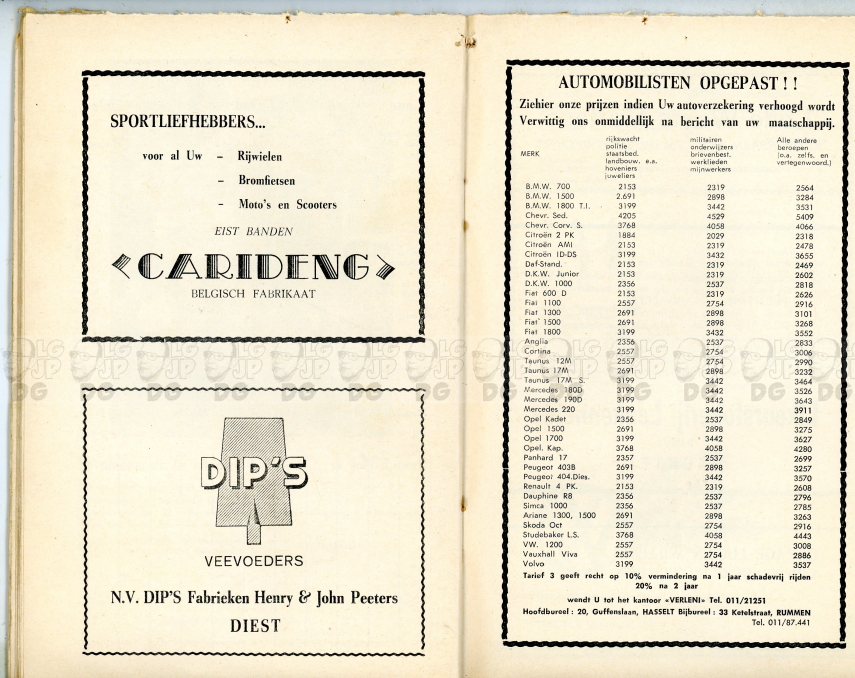 SPORTLIEFHEBBERS...
voor al Uw – Rijwielen
– Bromfietsen
– Moto's en Scooters
EIST BANDEN
CARIDENG
BELGISCH FABRIKAAT
DIP'S
VEEVOEDERS
N.V. DIP'S Fabrieken Henry & John Peeters
DIEST
AUTOMOBILISTEN OPGEPAST ! !
Ziehier onze prijzen indien Uw autoverzekering verhoogd wordt
Verwittig ons onmiddellijk na bericht van uw maatschappij.
MERK
rijkswacht
politie
staatsbed.
landbouw. e.a.
hoveniers
juweliers
militairen
onderwijzers
brievenbest.
werklieden
mijnwerkers
Alle andere
beroepen
(o.a. zelfs. en
vertegenwoord.)
B.M.W. 700 2153 2319 2564
B.M.W. 1500 2.691 2898 3284
B.M.W. 1800 T.I. 3199 3442 3531
Chevr. Sed. 4205 4529 5409
Chevr. Corv. S. 3768 4058 4066
Citroën 2 PK 1884 2029 2318
Citroën AMI 2153 2319 2478
Citroën ID-DS 3199 3432 3655
Daf-Stand. 2153 2319 2469
D.K.W. Junior 2153 2319 2602
D.K.W. 1000 2356 2537 2818
Fiat 600 D 2153 2319 2626
Fiat 1100 2557 2754 2916
Fiat 1300 2691 2898 3101
Fiat 1500 2691 2898 3268
Fiat 1800 3199 3432 3552
Anglia 2356 2537 2833
Cortina 2557 2754 3006
Taunus 12M 2557 2754 2990
Taunus 17M 2691 2898 3232
Taunus 17M S. 3199 3442 3464
Mercedes 180D 3199 3442 3526
Mercedes 190D 3199 3442 3643
Mercedes 220 3199 3442 3911
Opel Kadet 2356 2537 2849
Opel 1500 2691 2898 3275
Opel 1700 3199 3442 3627
Opel. Kap. 3768 4058 4280
Panhard 17 2357 2537 2699
Peugeot 403B 2691 2898 3257
Peugeot 404.Dies. 3199 3442 3570
Renault 4 PK. 2153 2319 2608
Dauphine R8 2356 2537 2796
Simca 1000 2356 2537 2785
Ariane 1300, 1500 2691 2898 3263
Skoda Oct 2557 2754 2916
Studebaker L.S. 3768 4058 4443
VW. 1200 2557 2754 3008
Vauxhall Viva 2557 2754 2886
Volvo 3199 3442 3537
Tarief 3 geeft recht op 10% vermindering na 1 jaar schadevrij rijden
20% na 2 jaar
wendt U tot het kantoor «VERLENI» Tel. 011/21251
Hoofdbureel : 20, Guffenslaan, HASSELT Bijbureel : 33 Ketelstraat, RUMMEN
Tel. 011/87.441